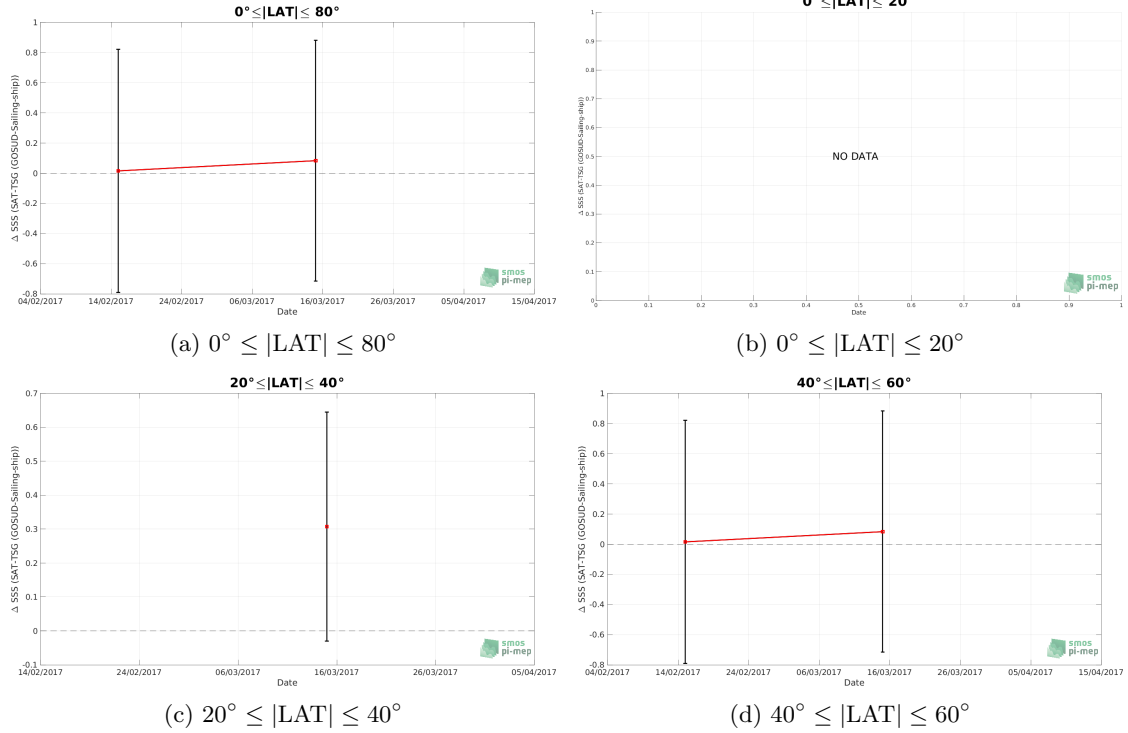 0°≤|LAT|≤ 80°
Δ SSS (SAT-TSG (GOSUD-Sailing-ship))
1
0.8
0.6
0.4
0.2
0
-0.2
-0.4
-0.6
-0.8
04/02/2017 14/02/2017 24/02/2017 06/03/2017 16/03/2017 26/03/2017 05/04/2017 15/04/2017
Date
smos
pi-mep
(a) 0° ≤ |LAT| ≤ 80°
0°≤|LAT|≤ 20°
Δ SSS (SAT-TSG (GOSUD-Sailing-ship))
1
0.9
0.8
0.7
0.6
0.5
0.4
0.3
0.2
0.1
0
NO DATA
0 0.1 0.2 0.3 0.4 0.5 0.6 0.7 0.8 0.9 1
Date
smos
pi-mep
(b) 0° ≤ |LAT| ≤ 20°
20°≤|LAT|≤ 40°
Δ SSS (SAT-TSG (GOSUD-Sailing-ship))
0.7
0.6
0.5
0.4
0.3
0.2
0.1
0
-0.1
14/02/2017 24/02/2017 06/03/2017 16/03/2017 26/03/2017 05/04/2017
Date
smos
pi-mep
(c) 20° ≤ |LAT| ≤ 40°
40°≤|LAT|≤ 60°
Δ SSS (SAT-TSG (GOSUD-Sailing-ship))
1
0.8
0.6
0.4
0.2
0
-0.2
-0.4
-0.6
-0.8
04/02/2017 14/02/2017 24/02/2017 06/03/2017 16/03/2017 26/03/2017 05/04/2017 15/04/2017
Date
smos
pi-mep
(d) 40° ≤ |LAT| ≤ 60°